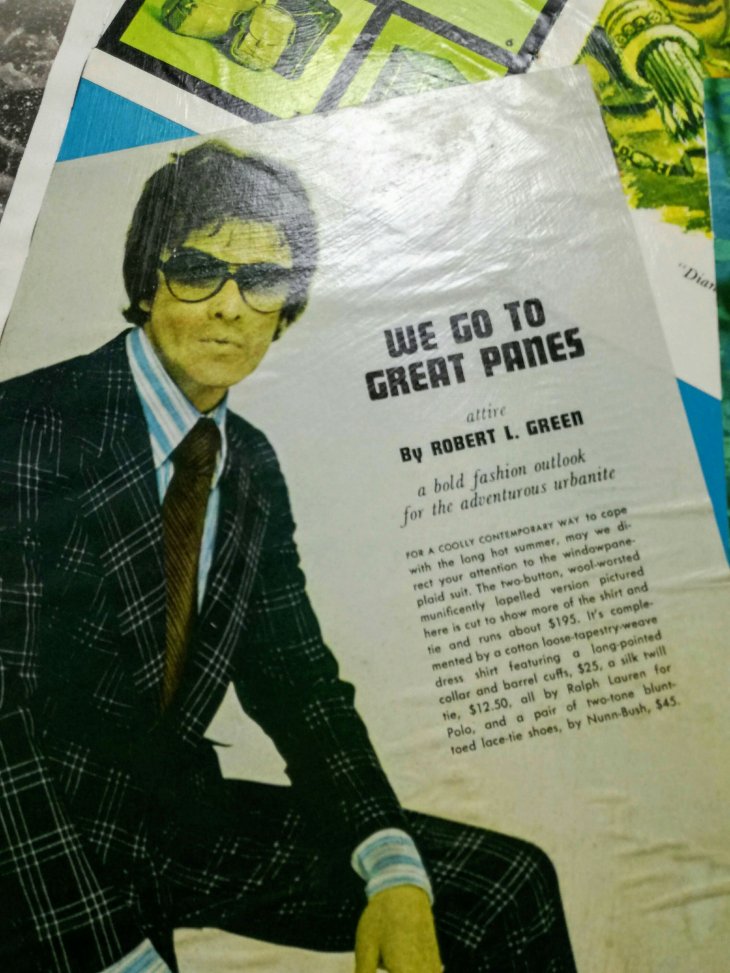 "Dian
WE GO TO
GREAT PANES
attire
By ROBERT L. GREEN
a bold fashion outlook
for the adventurous urbanite
FOR A COOLLY CONTEMPORARY WAY to cope
with the long hot summer, may we di-
rect your attention to the windowpane-
plaid suit. The two-button, wool-worsted
munificently lapelled version pictured
here is cut to show more of the shirt and
tie and runs about $195. It's comple-
mented by a cotton loose-tapestry-weave
dress shirt featuring a long-pointed
collar and barrel cuffs, $25, a silk twill
tie, $12.50, all by Ralph Lauren for
Polo, and a pair of two-tone blunt-
toed lace-tie shoes, by Nunn-Bush, $45.